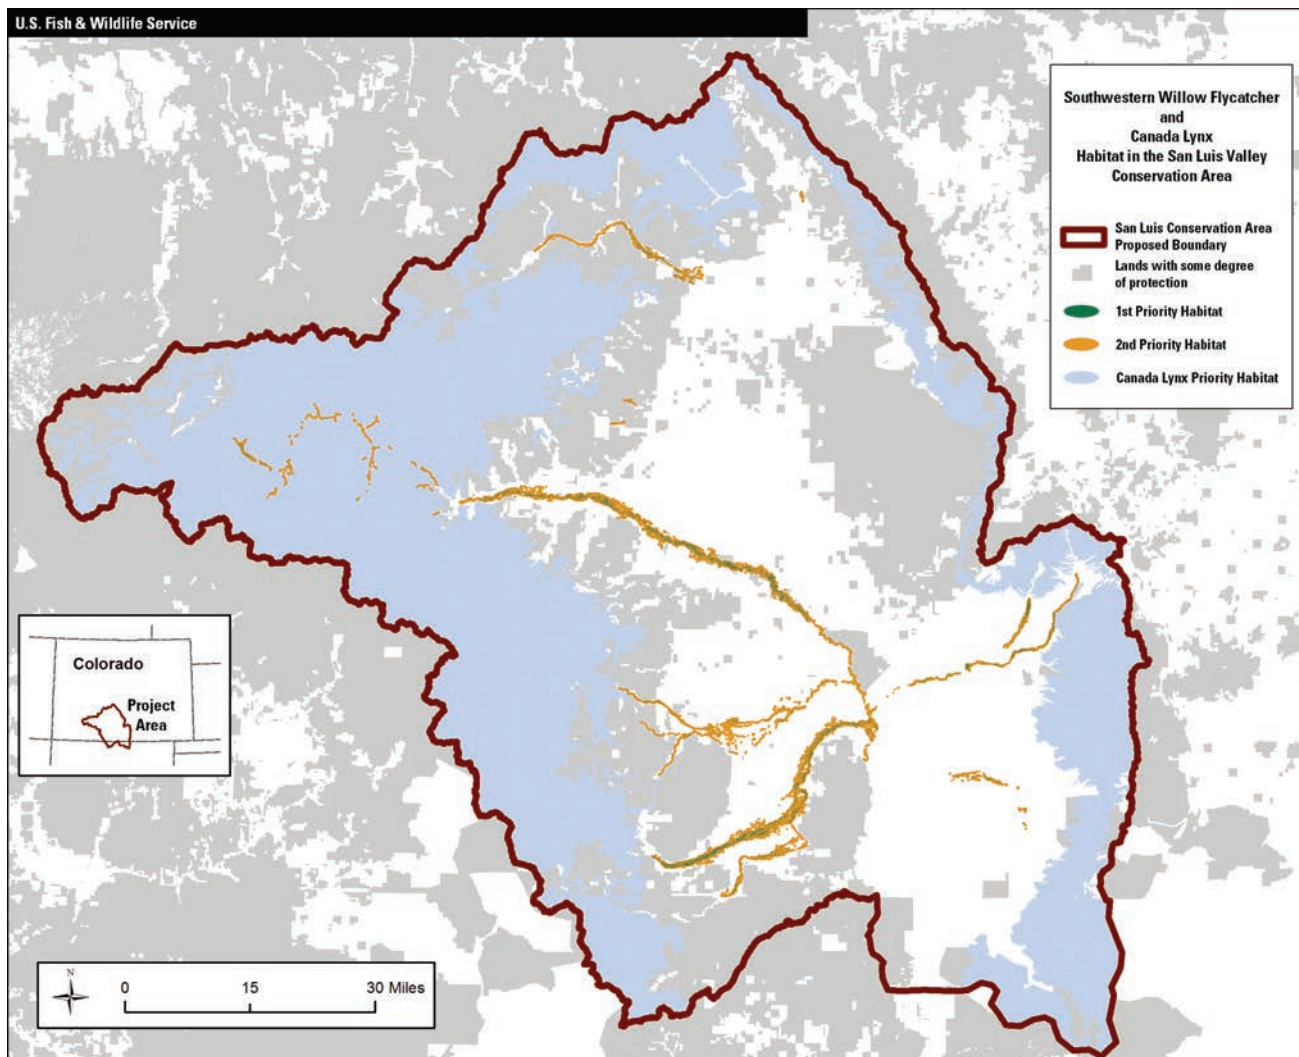 U.S. Fish & Wildlife Service
Southwestern Willow Flycatcher
and
Canada Lynx
Habitat in the San Luis Valley
Conservation Area
San Luis Conservation Area
Proposed Boundary
Lands with some degree
of protection
1st Priority Habitat
2nd Priority Habitat
Canada Lynx Priority Habitat
Colorado
Project
Area
N
0 15 30 Miles